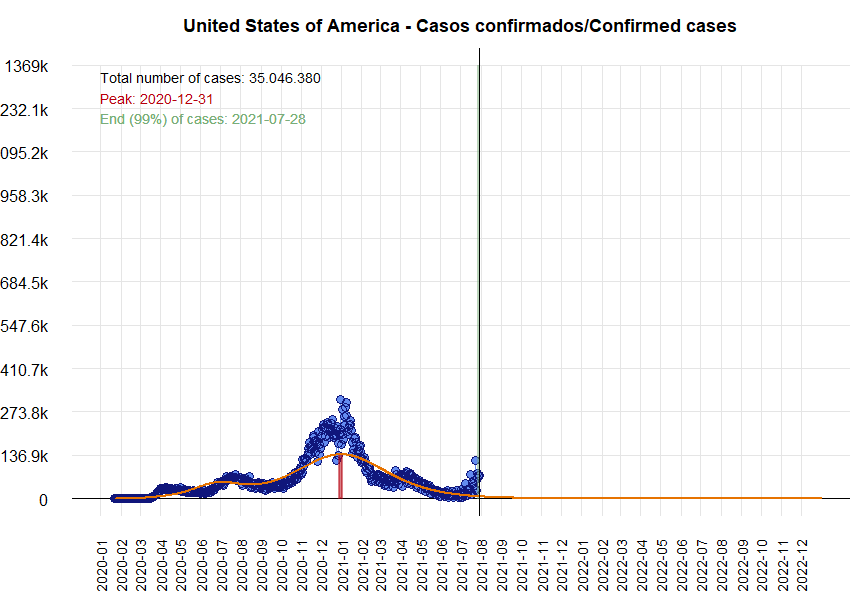 United States of America - Casos confirmados/Confirmed cases
1369k
232.1k
095.2k
958.3k
821.4k
684.5k
547.6k
410.7k
273.8k
136.9k
0
Total number of cases: 35.046.380
Peak: 2020-12-31
End (99%) of cases: 2021-07-28
2020-01
2020-02
2020-03
2020-04
2020-05
2020-06
2020-07
2020-08
2020-09
2020-10
2020-11
2020-12
2021-01
2021-02
2021-03
2021-04
2021-05
2021-06
2021-07
2021-08
2021-09
2021-10
2021-11
2021-12
2022-01
2022-02
2022-03
2022-04
2022-05
2022-06
2022-07
2022-08
2022-09
2022-10
2022-11
2022-12